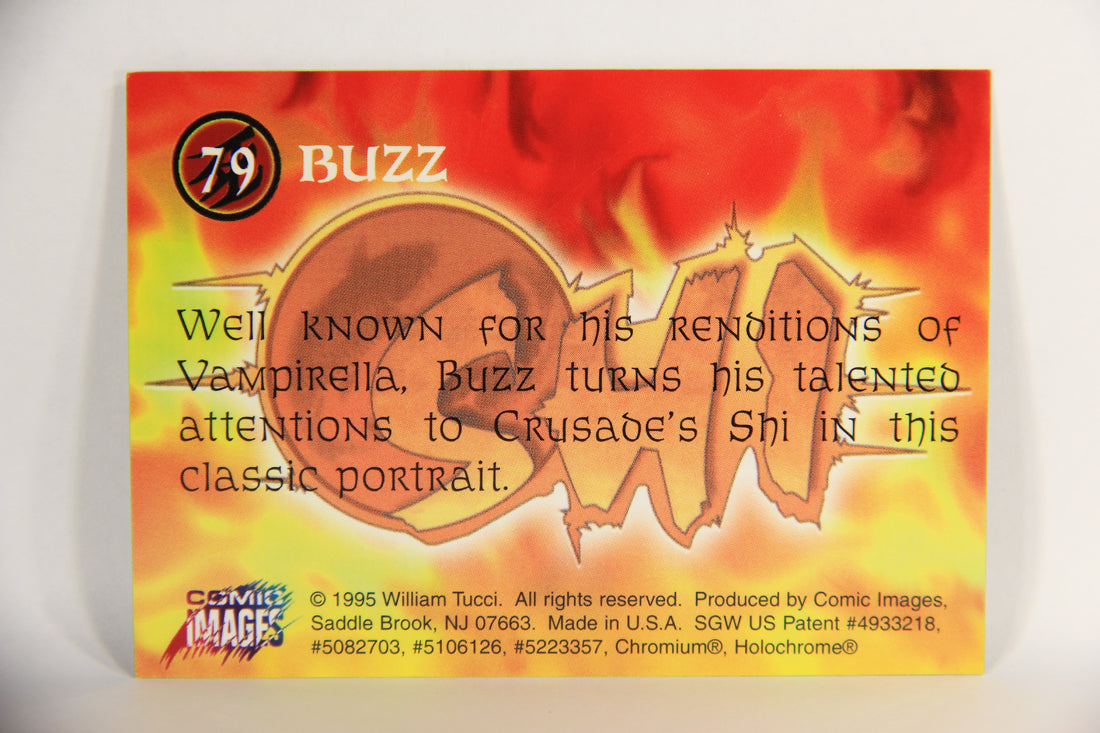 79 BUZZ
SHI
Well known for his renditions of
Vampirella, Buzz turns his talented
attentions to Crusade's Shi in this
classic portrait.
COMIC
IMAGES
© 1995 William Tucci. All rights reserved. Produced by Comic Images,
Saddle Brook, NJ 07663. Made in U.S.A. SGW US Patent #4933218,
#5082703, #5106126, #5223357, Chromium®, Holochrome®